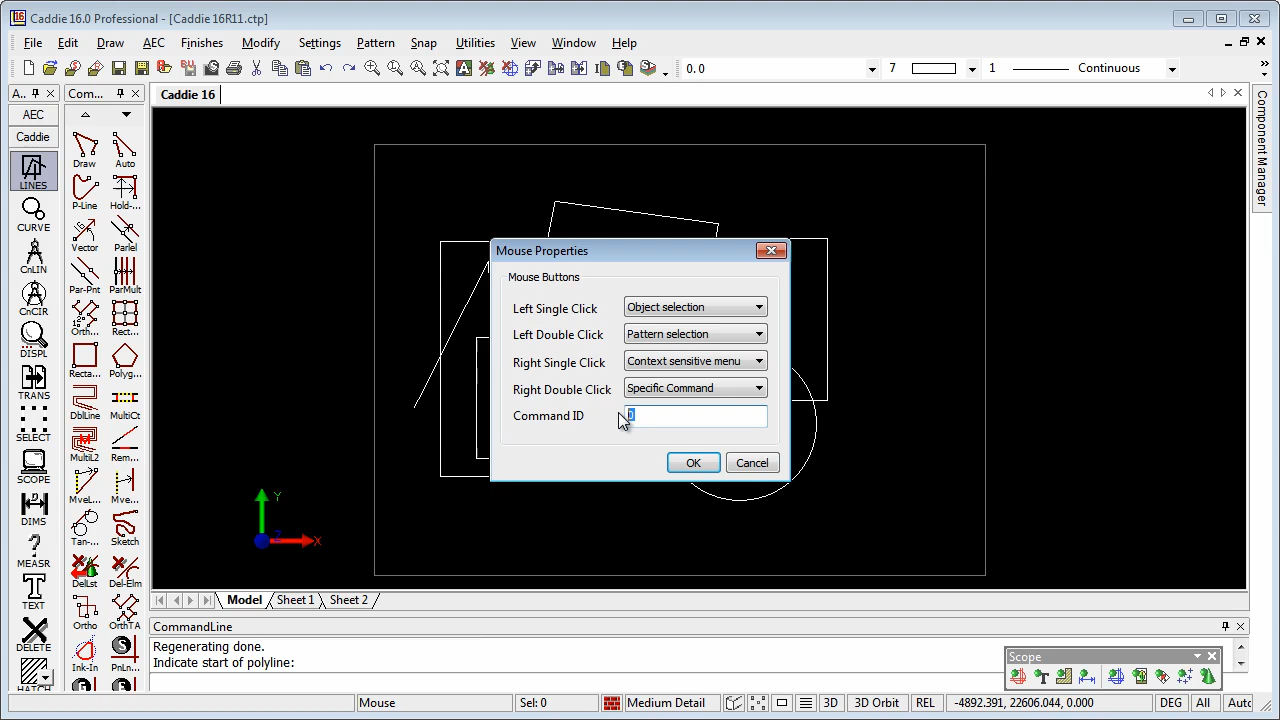 Caddie 16.0 Professional - [Caddie 16R11.ctp]
File Edit Draw AEC Finishes Modify Settings Pattern Snap Utilities View Window Help
0, 0 7 1 Continuous
A.. Com...
Caddie 16
AEC
Caddie
LINES
CURVE
CnLIN
CnCIR
DISPL
TRANS
SELECT
SCOPE
DIMS
MEASR
TEXT
DELETE
HATCH
Draw Auto
P-Line Hold-...
Vector Parlel
Par-Pnt ParMult
Orth... Rect...
Recta... Polyg...
DblLine MultiCt
MultiL2 Rem...
MveL... Mve...
Tan-... Sketch
DelLst Del-Elm
Ortho OrthTA
Ink-In PnLn...
Component Manager
Mouse Properties
Mouse Buttons
Left Single Click Object selection
Left Double Click Pattern selection
Right Single Click Context sensitive menu
Right Double Click Specific Command
Command ID 0
OK Cancel
Y
Z X
Model Sheet 1 Sheet 2
CommandLine
Regenerating done.
Indicate start of polyline:
Scope
Mouse Sel: 0 Medium Detail 3D 3D Orbit REL -4892.391, 22606.044, 0.000 DEG All Auto